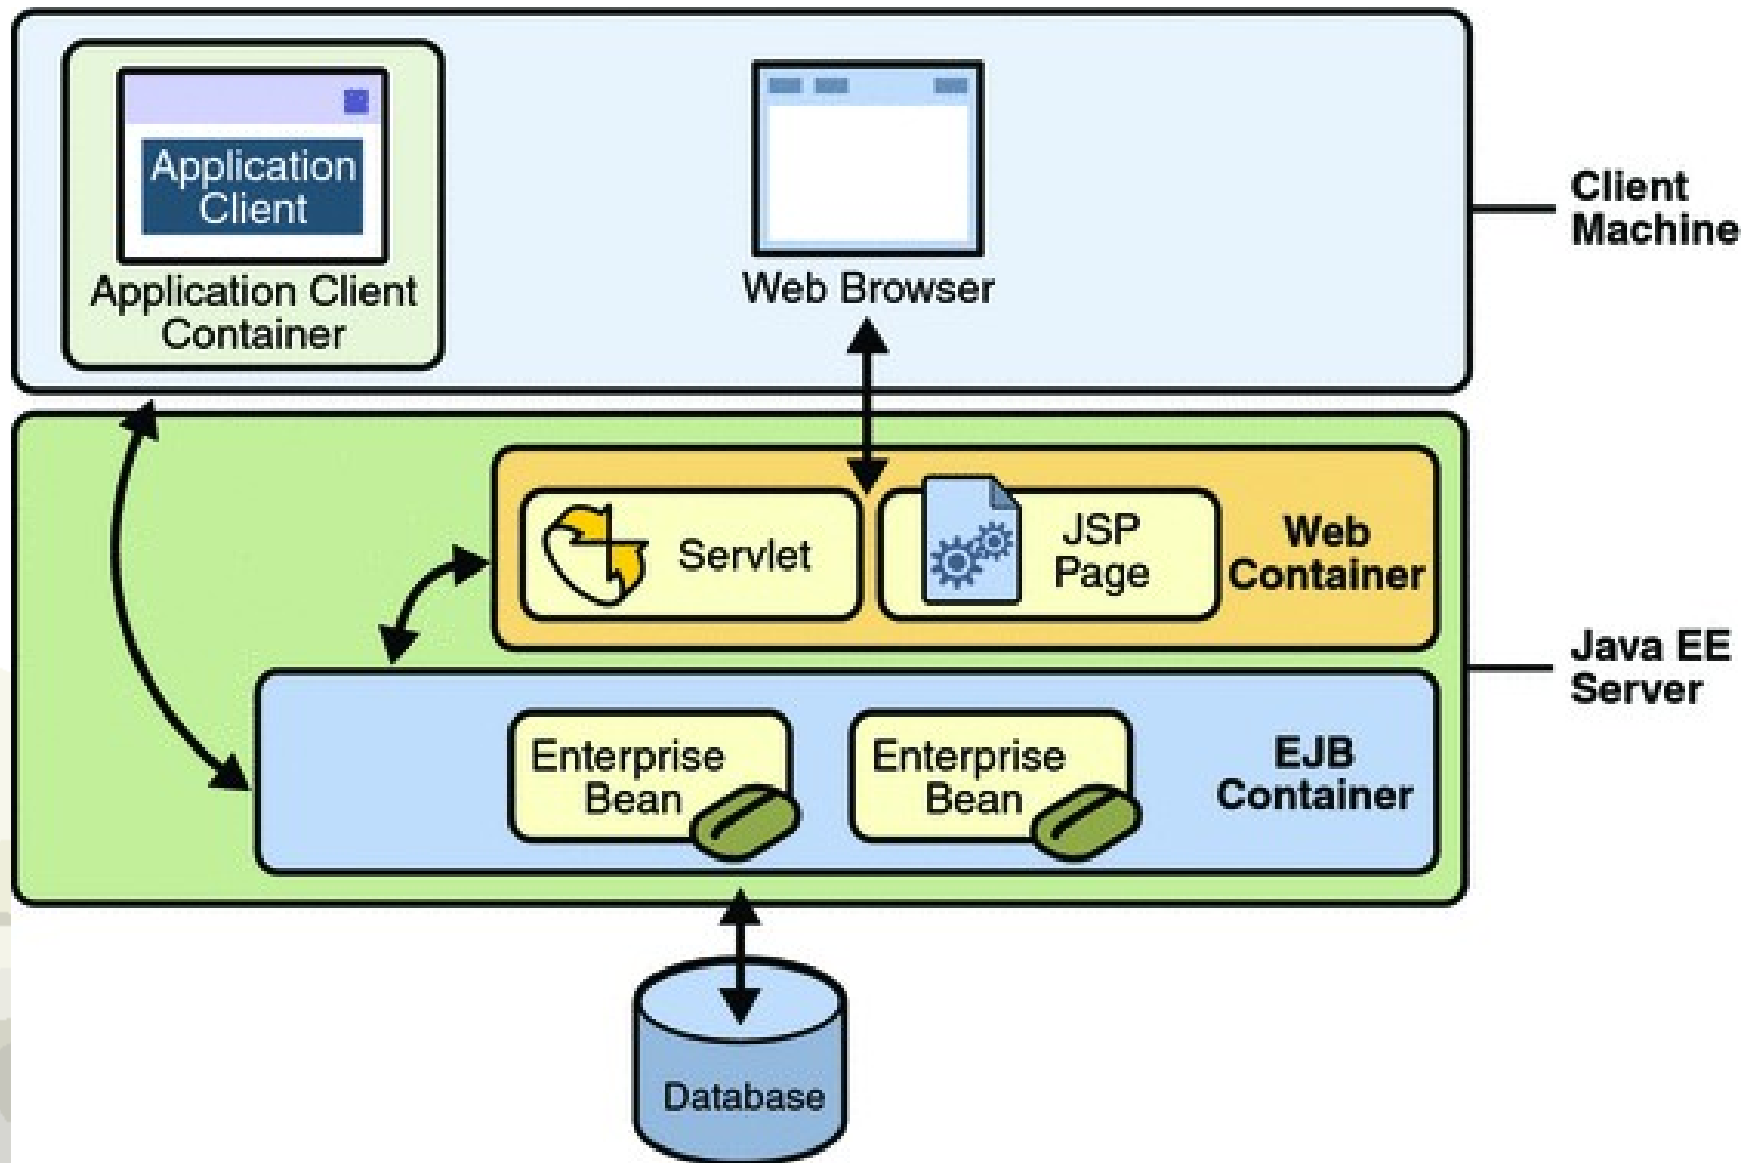 Application
Client
Application Client
Container
Web Browser
Client
Machine
Servlet
JSP
Page
Web
Container
Java EE
Server
Enterprise
Bean
Enterprise
Bean
EJB
Container
Database